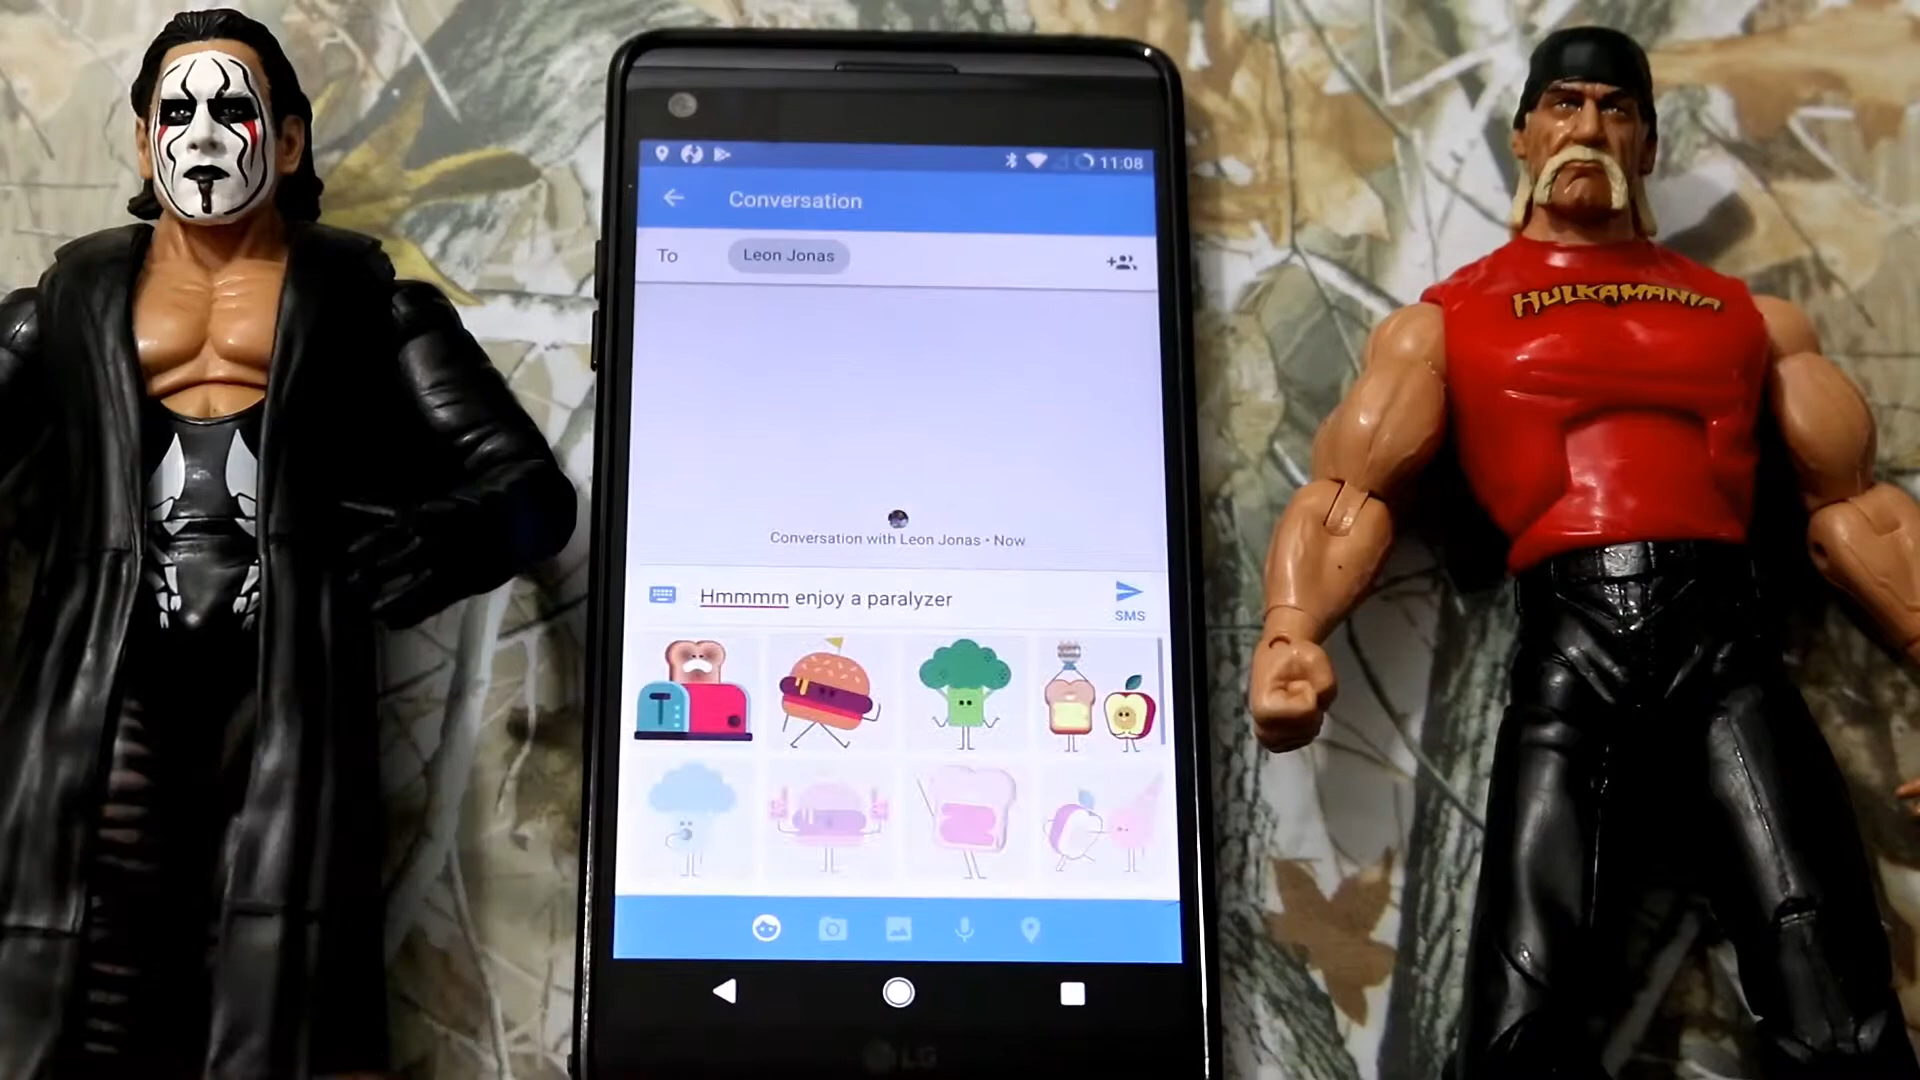 11:08
Conversation
To Leon Jonas
HULKAMANIA
Conversation with Leon Jonas • Now
Hmmmm enjoy a paralyzer
SMS
LG